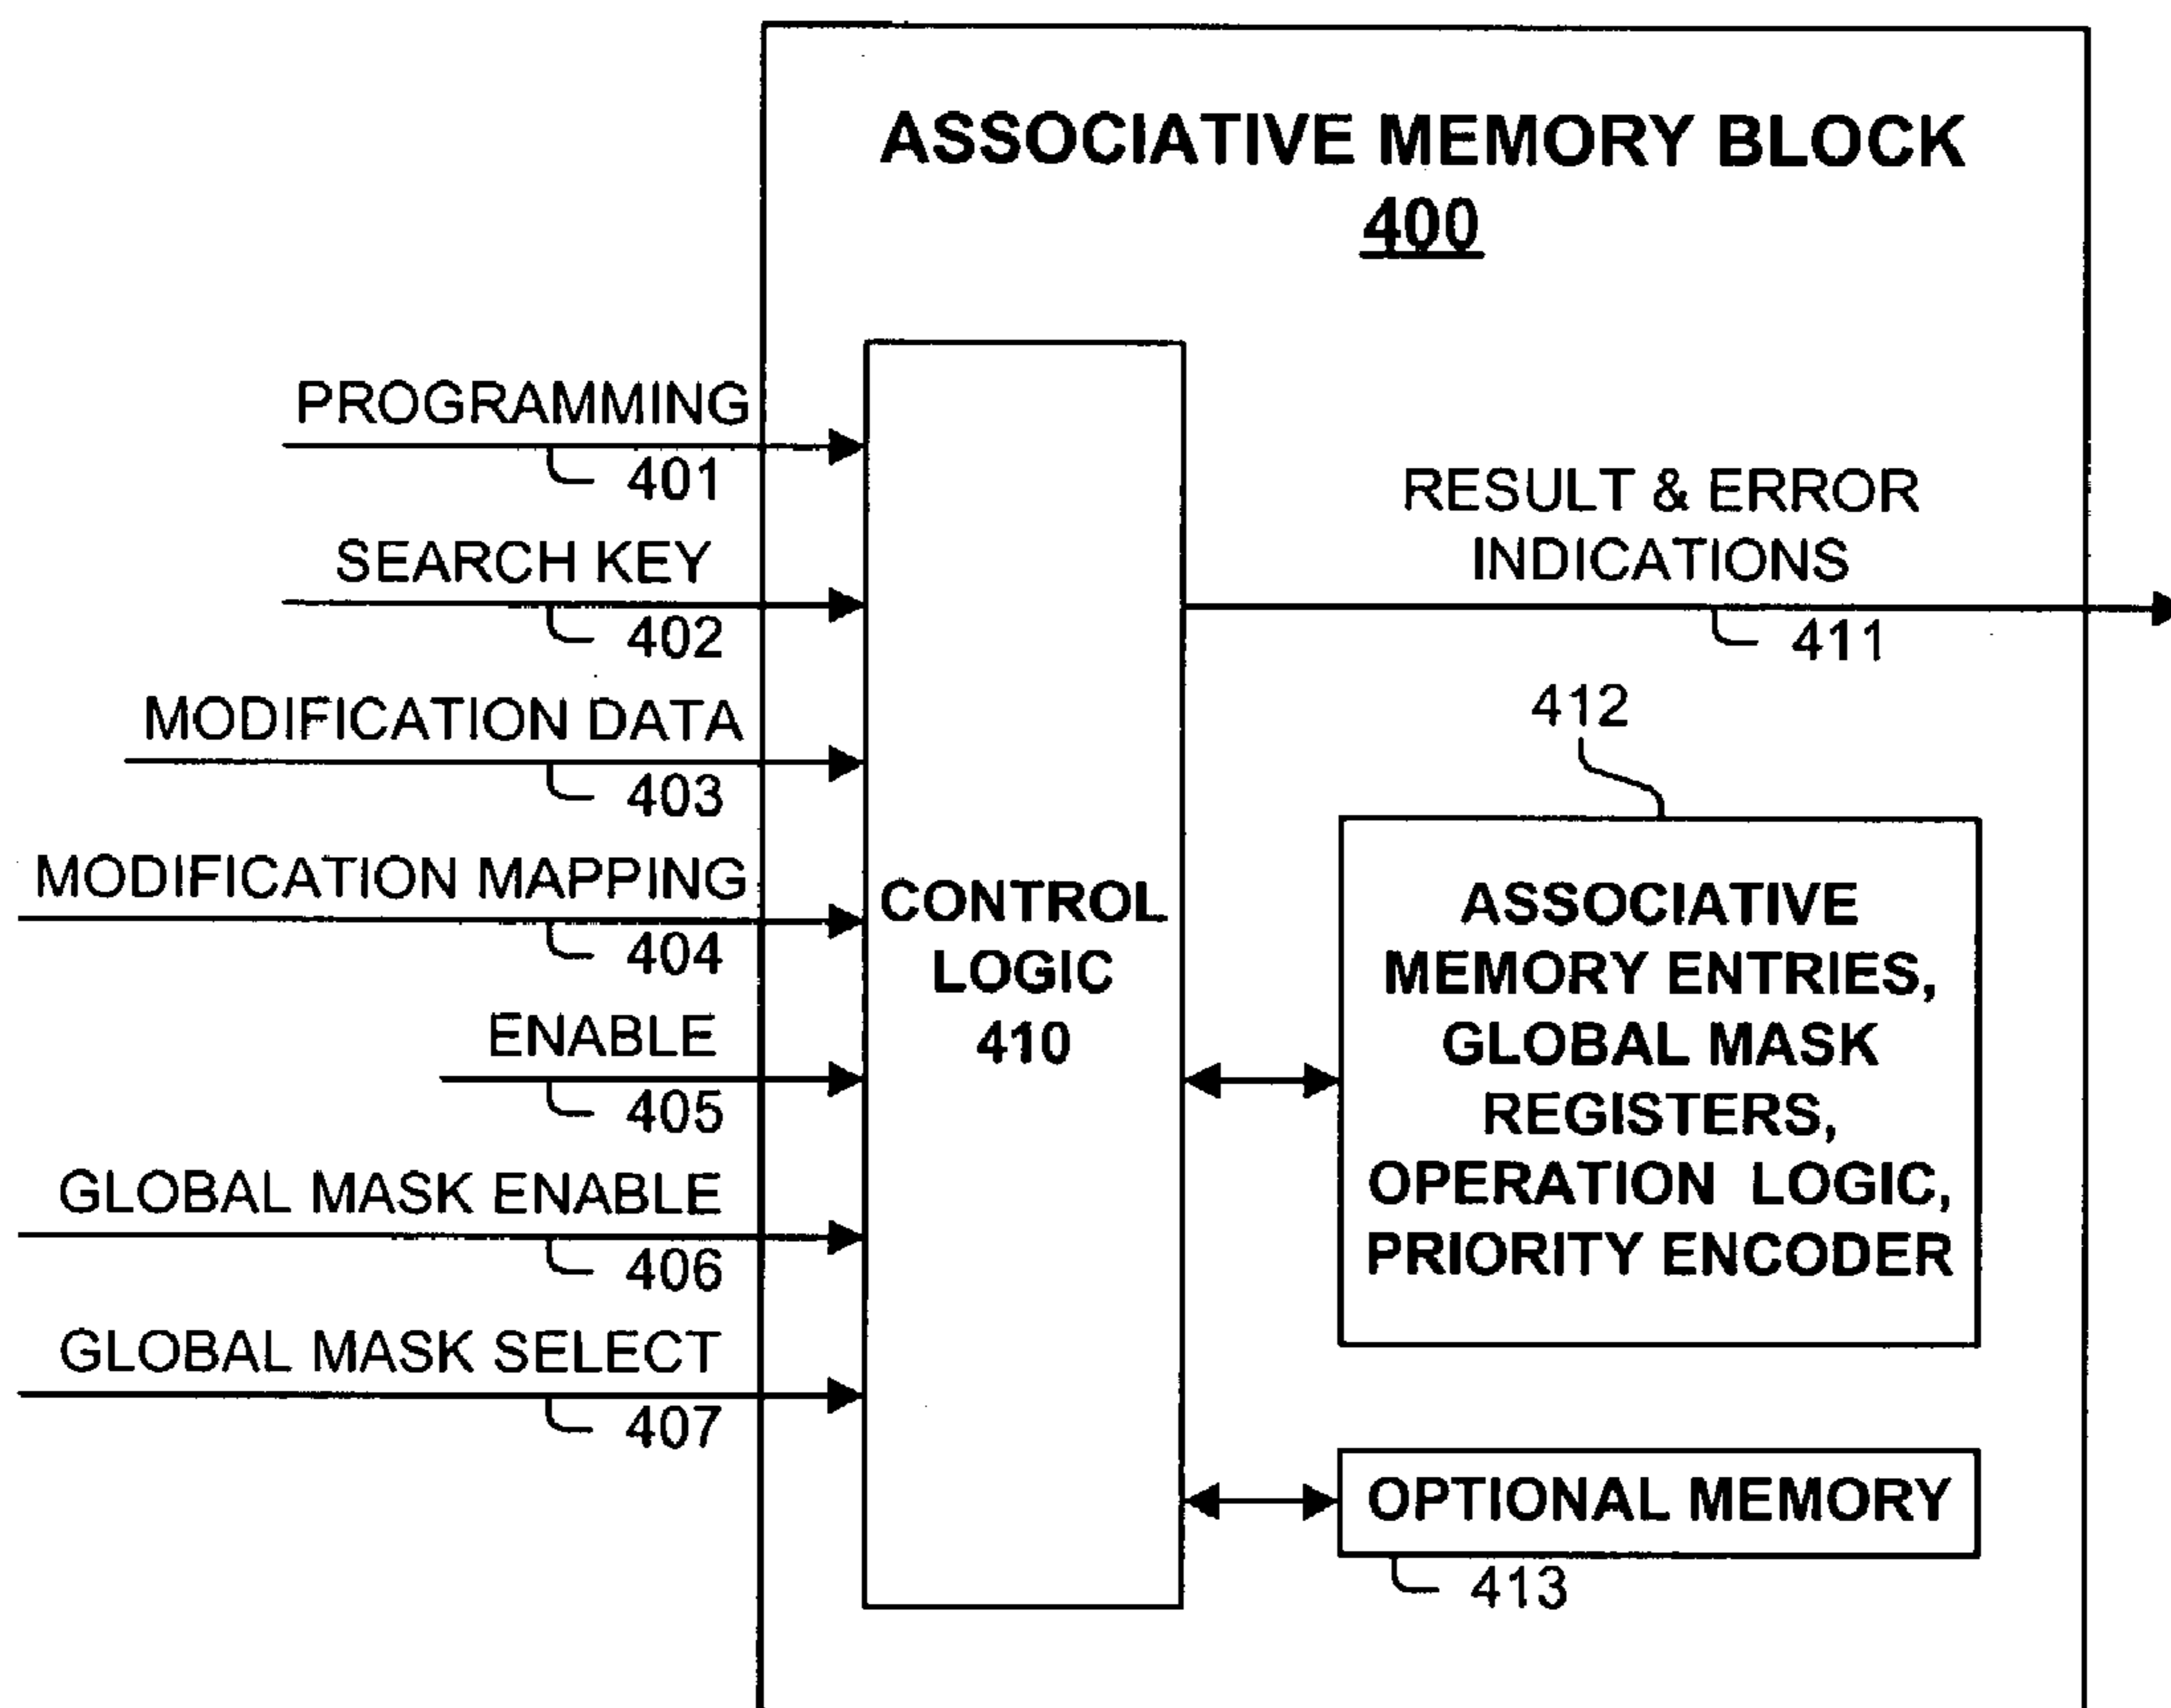 ASSOCIATIVE MEMORY BLOCK
400
PROGRAMMING
401
SEARCH KEY
402
MODIFICATION DATA
403
MODIFICATION MAPPING
404
ENABLE
405
GLOBAL MASK ENABLE
406
GLOBAL MASK SELECT
407
CONTROL
LOGIC
410
RESULT & ERROR
INDICATIONS
411
412
ASSOCIATIVE
MEMORY ENTRIES,
GLOBAL MASK
REGISTERS,
OPERATION LOGIC,
PRIORITY ENCODER
OPTIONAL MEMORY
413